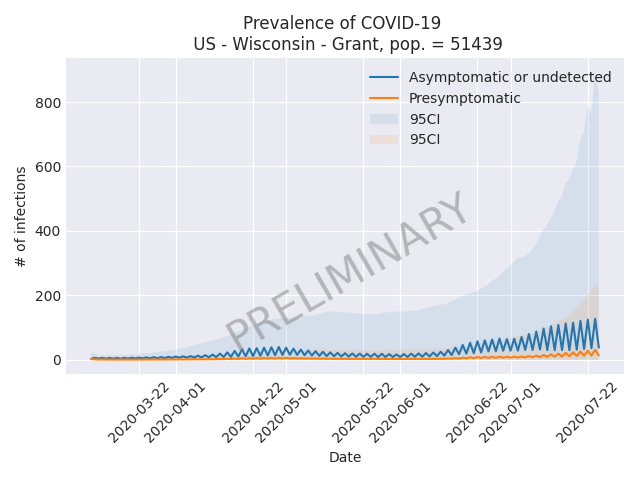 Prevalence of COVID-19
US - Wisconsin - Grant, pop. = 51439
Asymptomatic or undetected
Presymptomatic
95CI
95CI
800
600
400
200
0
# of infections
PRELIMINARY
2020-03-22
2020-04-01
2020-04-22
2020-05-01
2020-05-22
2020-06-01
2020-06-22
2020-07-01
2020-07-22
Date